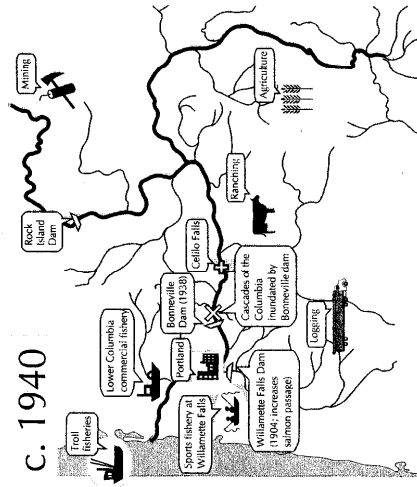 c. 1940
Troll
fisheries
Lower Columbia
commercial fishery
Portland
Sports fishery at
Willamette Falls
Willamette Falls Dam
(1904; increases
salmon passage)
Bonneville
Dam (1938)
Celilo Falls
Cascades of the
Columbia
inundated by
Bonneville dam
Logging
Rock
Island
Dam
Mining
Ranching
Agriculture